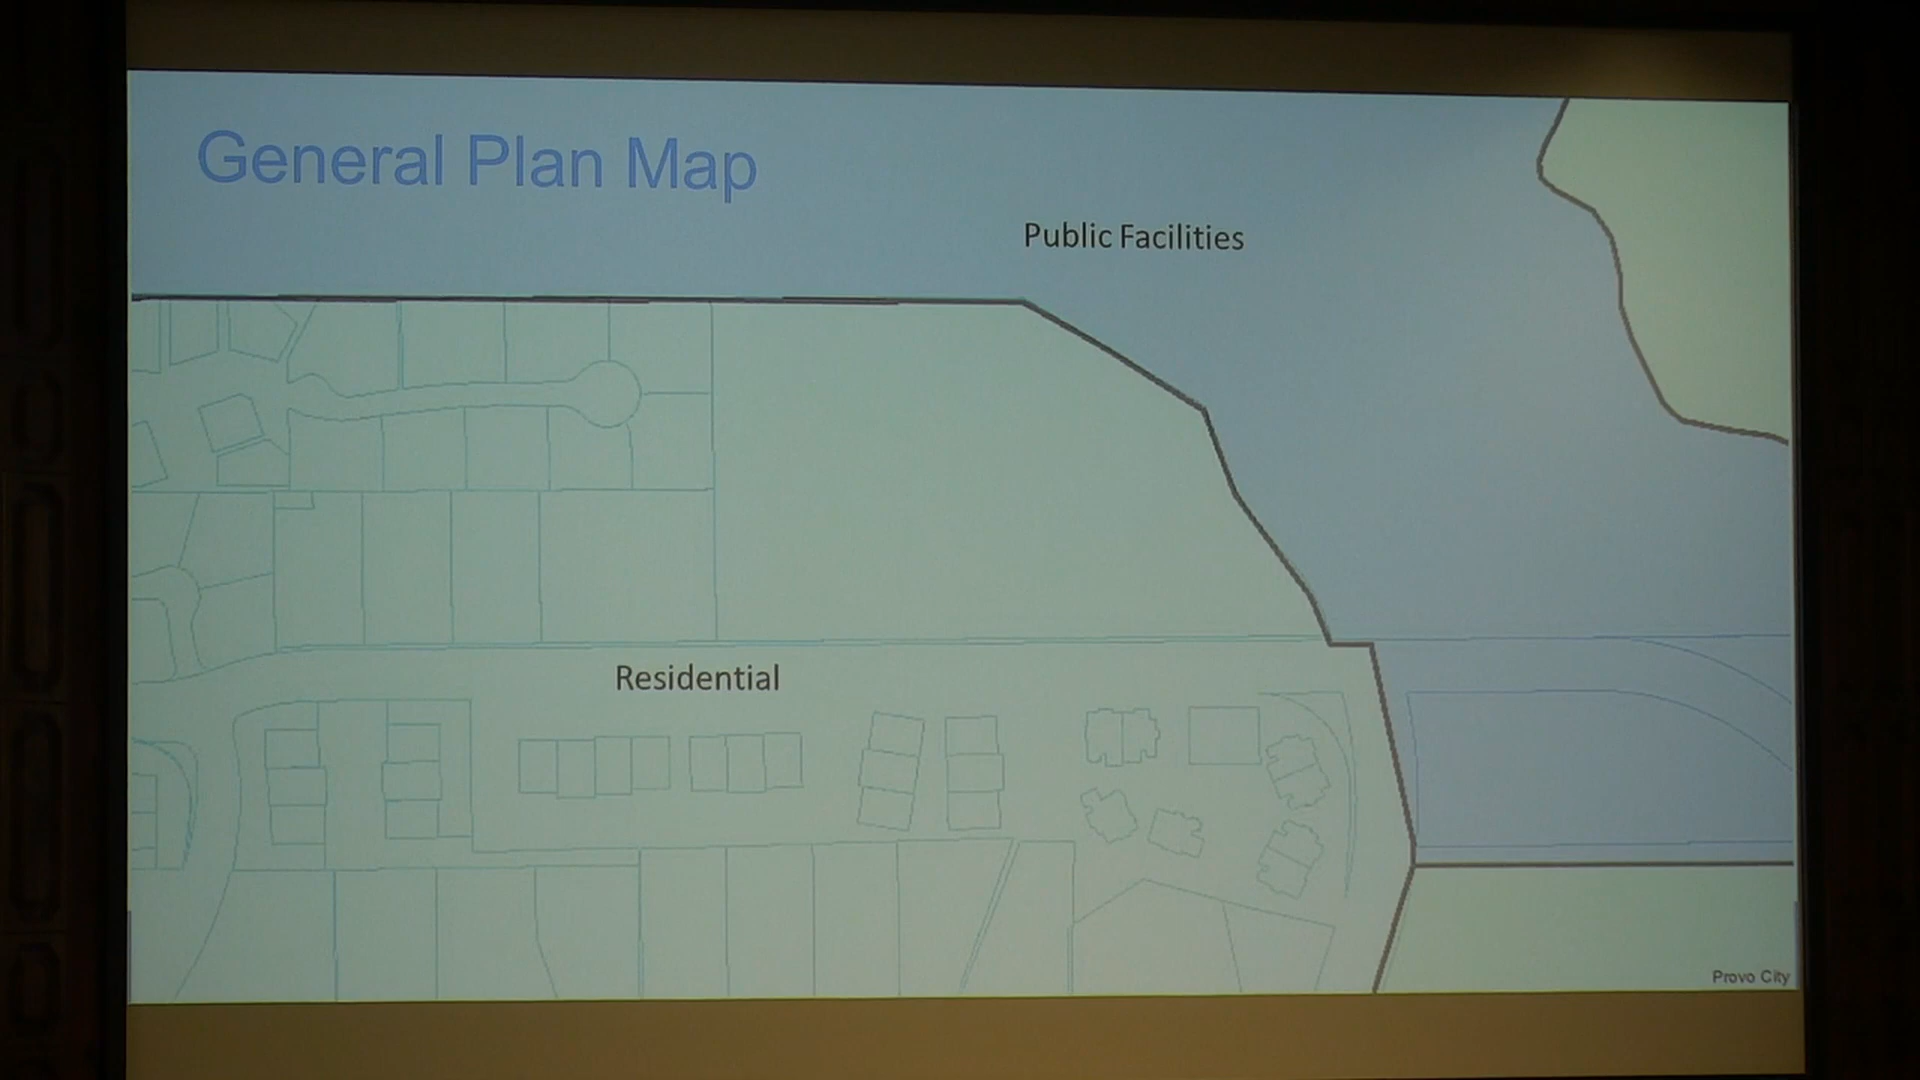 General Plan Map
Public Facilities
Residential
Provo City